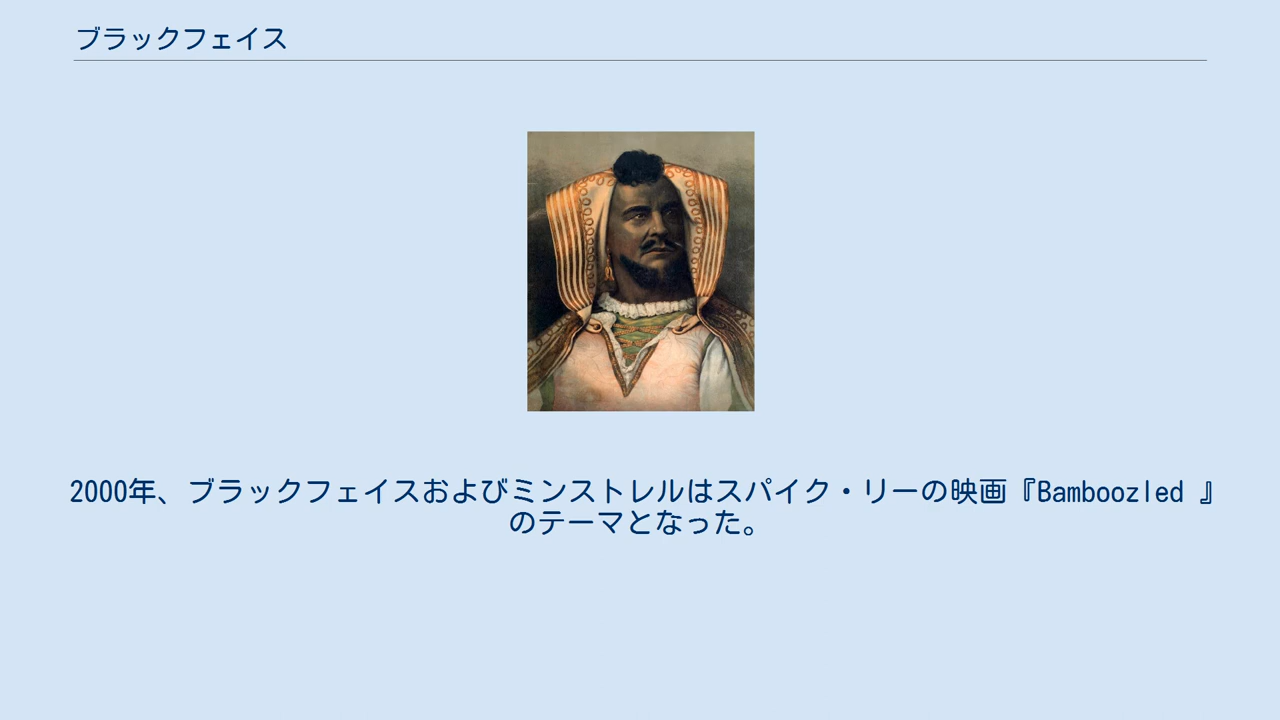 ブラックフェイス
2000年、ブラックフェイスおよびミンストレルはスパイク・リーの映画『Bamboozled 』
のテーマとなった。